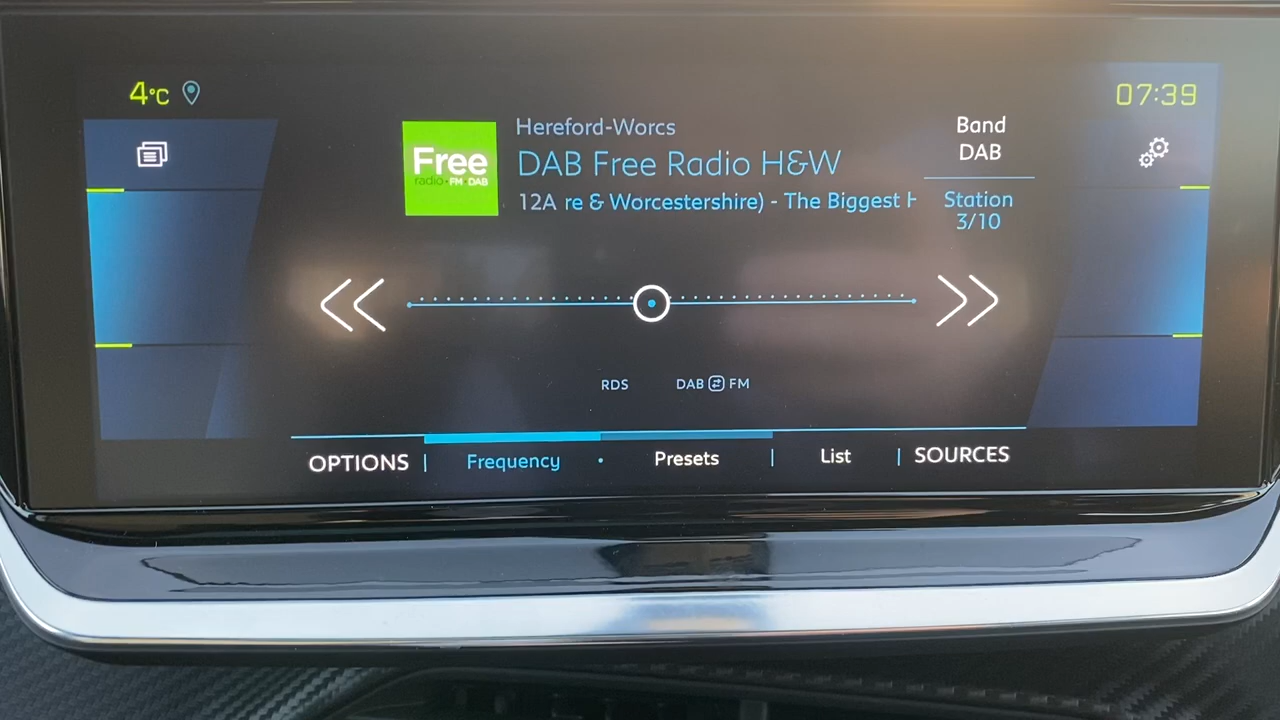 4°C
07:39
Free
radio·FM·DAB
Hereford-Worcs
DAB Free Radio H&W
12A re & Worcestershire) - The Biggest H
Band
DAB
Station
3/10
RDS
DAB FM
OPTIONS | Frequency · Presets | List | SOURCES